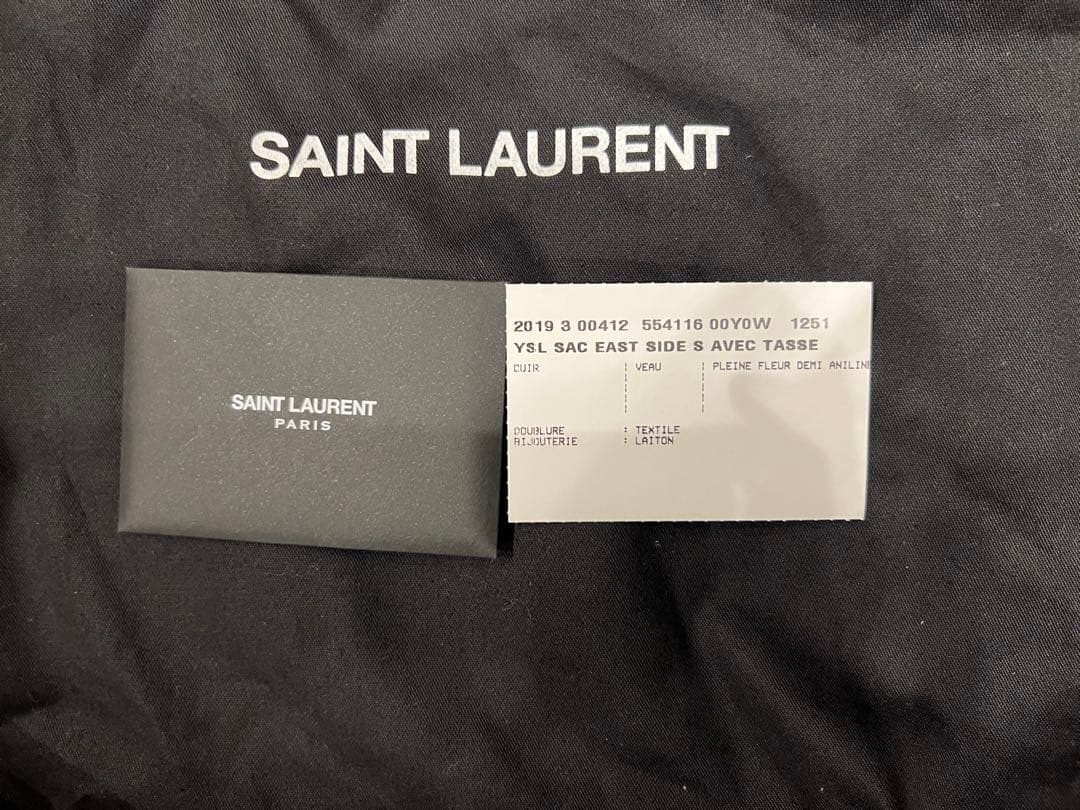 SAINT LAURENT
SAINT LAURENT
PARIS
2019 3 00412 554116 00Y0W 1251
YSL SAC EAST SIDE S AVEC TASSE
CUIR | VEAU | PLEINE FLEUR DEMI ANILIN
DOUBLURE : TEXTILE
BIJOUTERIE : LAITON